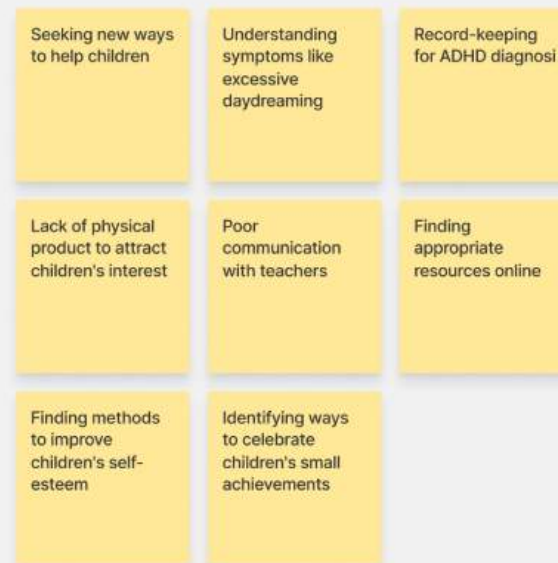 Seeking new ways
to help children
Understanding
symptoms like
excessive
daydreaming
Record-keeping
for ADHD diagnosi
Lack of physical
product to attract
children's interest
Poor
communication
with teachers
Finding
appropriate
resources online
Finding methods
to improve
children's self-
esteem
Identifying ways
to celebrate
children's small
achievements